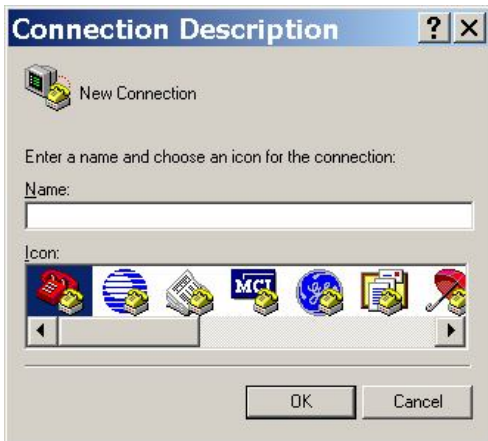 Connection Description
New Connection
Enter a name and choose an icon for the connection:
Name:
Icon:
MCI
OK Cancel